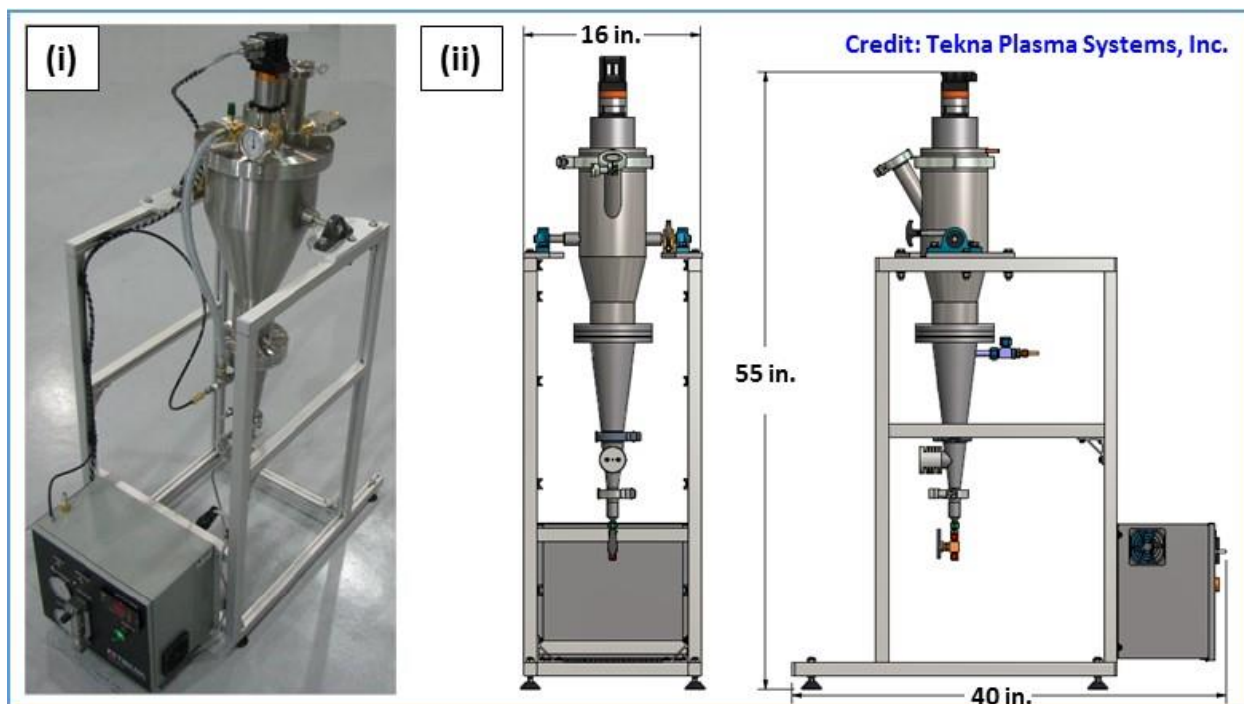 (i)
(ii)
16 in.
Credit: Tekna Plasma Systems, Inc.
55 in.
40 in.